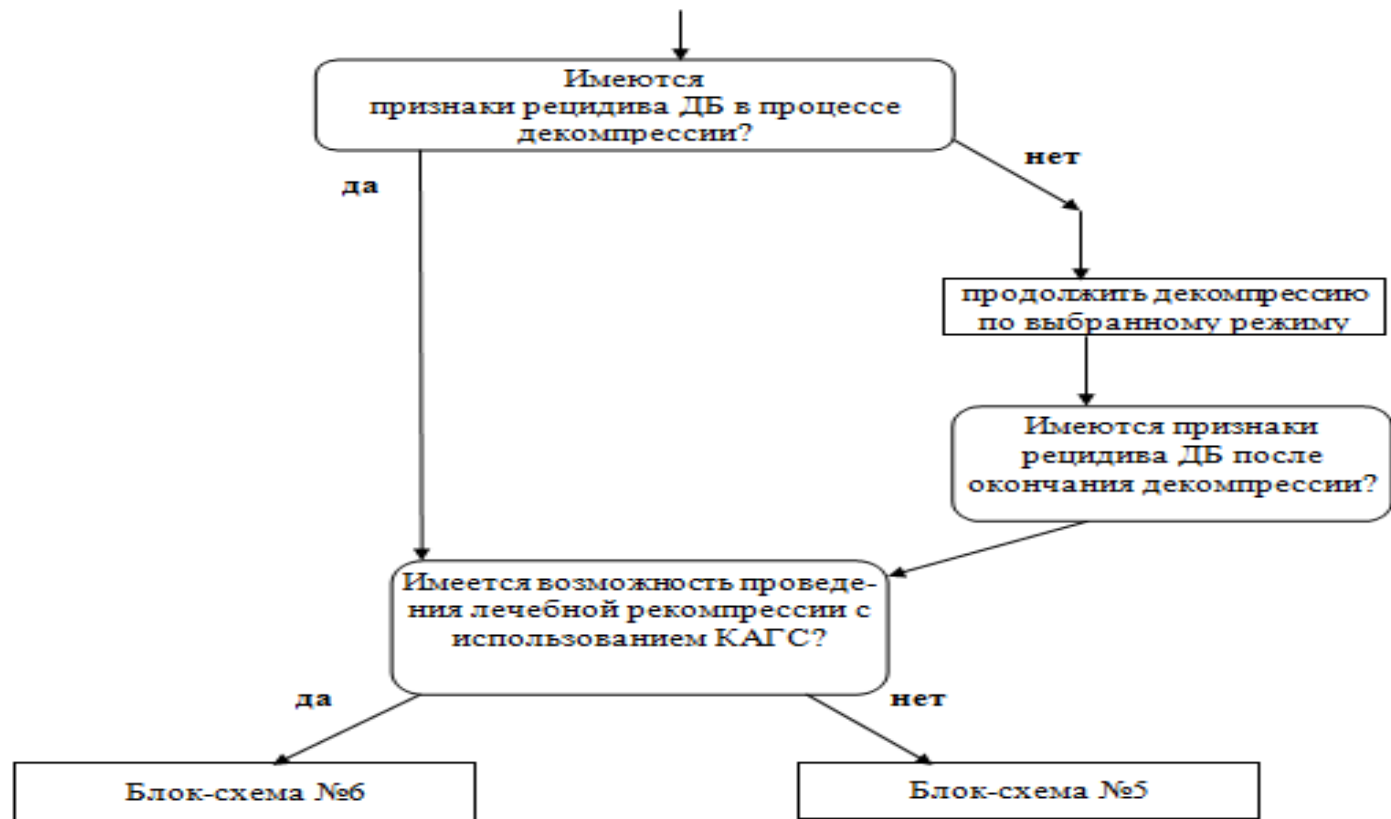 Имеются
признаки рецидива ДБ в процессе
декомпрессии?
да
нет
продолжить декомпрессию
по выбранному режиму
Имеются признаки
рецидива ДБ после
окончания декомпрессии?
Имеется возможность проведе-
ния лечебной рекомпрессии с
использованием КАГС?
да
нет
Блок-схема №6
Блок-схема №5